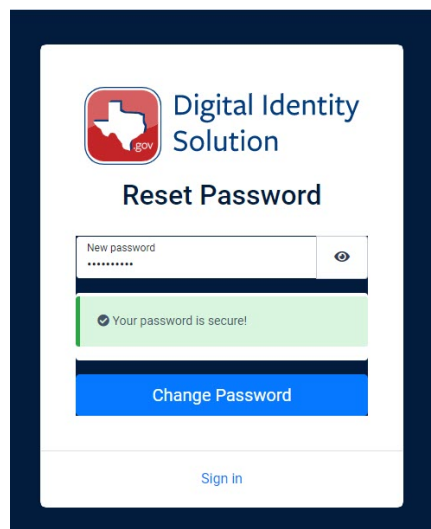 .gov
Digital Identity
Solution
Reset Password
New password
••••••••••
Your password is secure!
Change Password
Sign in